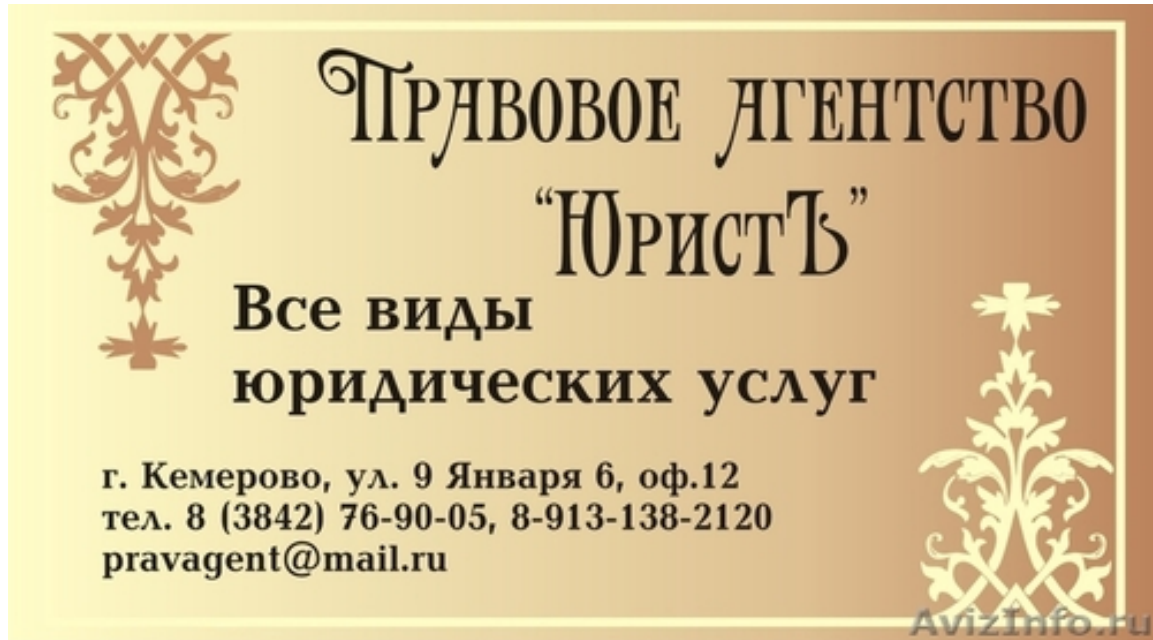 Правовое агентство
“ЮристЪ”
Все виды
юридических услуг
г. Кемерово, ул. 9 Января 6, оф.12
тел. 8 (3842) 76-90-05, 8-913-138-2120
pravagent@mail.ru
AvizInfo.ru